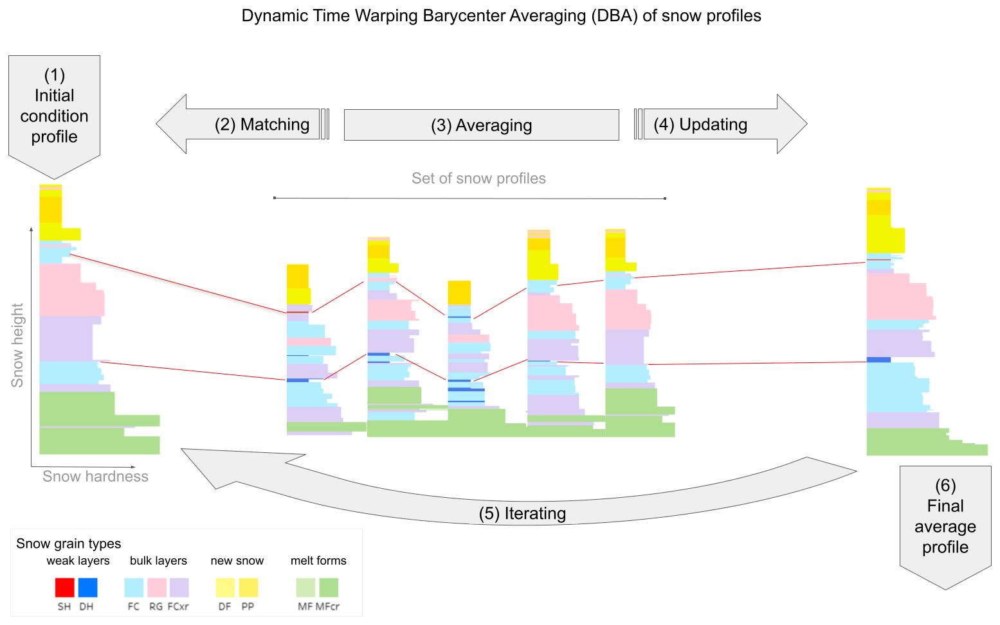 Dynamic Time Warping Barycenter Averaging (DBA) of snow profiles
(1)
Initial
condition
profile
(2) Matching
(3) Averaging
(4) Updating
Set of snow profiles
Snow height
Snow hardness
(5) Iterating
(6)
Final
average
profile
Snow grain types
weak layers
bulk layers
new snow
melt forms
SH DH
FC RG FCxr
DF PP
MF MFcr